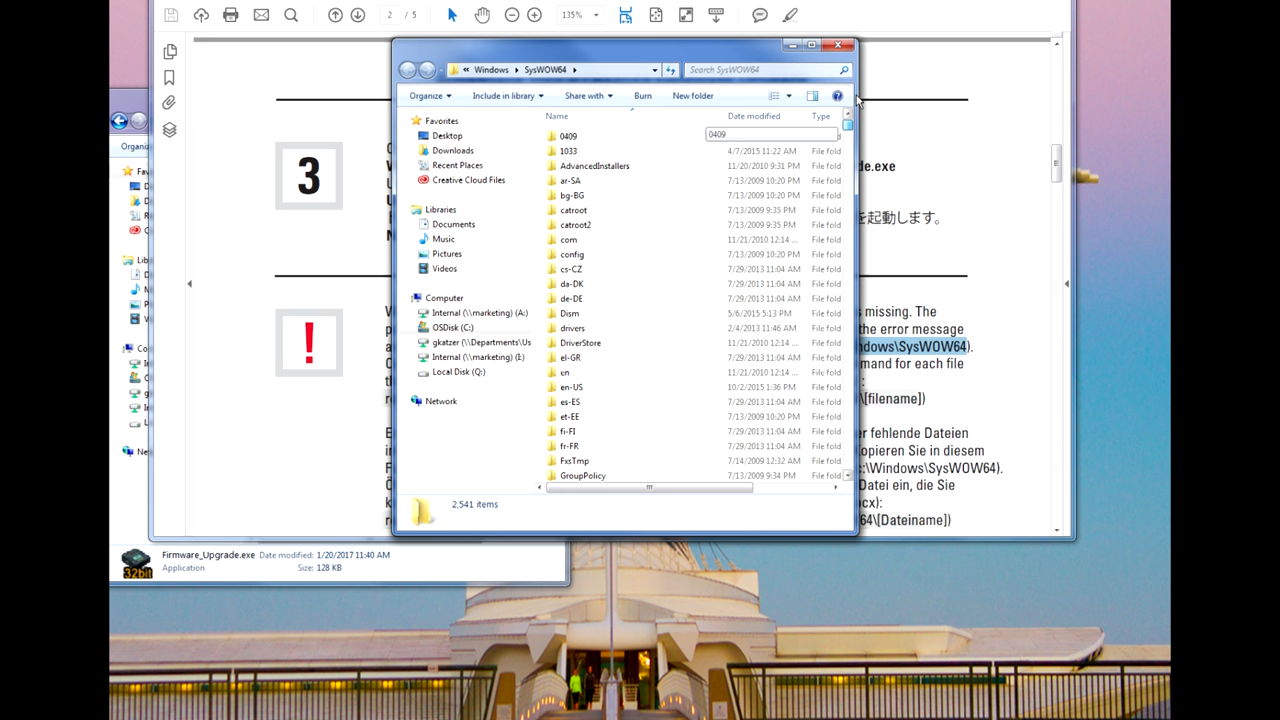 2 / 5
135%
Windows
SysWOW64
Search SysWOW64
Organize
Include in library
Share with
Burn
New folder
Name
Date modified
Type
Favorites
Desktop
Downloads
Recent Places
Creative Cloud Files
Libraries
Documents
Music
Pictures
Videos
Computer
Internal (\\marketing) (A:)
OSDisk (C:)
gkatzer (\\Departments\Us
Internal (\\marketing) (I:)
Local Disk (Q:)
Network
0409
0409
1033 4/7/2015 11:22 AM File fold
AdvancedInstallers 11/20/2010 9:31 PM File fold
ar-SA 7/13/2009 10:20 PM File fold
bg-BG 7/13/2009 10:20 PM File fold
catroot 7/13/2009 9:35 PM File fold
catroot2 7/13/2009 9:35 PM File fold
com 11/21/2010 12:14 ... File fold
config 7/13/2009 10:20 PM File fold
cs-CZ 7/29/2013 11:04 AM File fold
da-DK 7/29/2013 11:04 AM File fold
de-DE 7/29/2013 11:04 AM File fold
Dism 5/6/2015 5:13 PM File fold
drivers 2/4/2013 11:46 AM File fold
DriverStore 11/21/2010 12:14 ... File fold
el-GR 7/29/2013 11:04 AM File fold
en 11/21/2010 12:14 ... File fold
en-US 10/2/2015 1:36 PM File fold
es-ES 7/29/2013 11:04 AM File fold
et-EE 7/13/2009 10:20 PM File fold
fi-FI 7/29/2013 11:04 AM File fold
fr-FR 7/29/2013 11:04 AM File fold
FxsTmp 7/14/2009 12:32 AM File fold
GroupPolicy 7/13/2009 9:34 PM File fold
2,541 items
3
de.exe
を起動します。
!
s missing. The
the error message
ndows\SysWOW64).
mand for each file
:
\[filename])
er fehlende Dateien
kopieren Sie in diesem
c:\Windows\SysWOW64).
Datei ein, die Sie
cx):
64\[Dateiname])
Organi
Fav
Lib
Co
Ne
Firmware_Upgrade.exe Date modified: 1/20/2017 11:40 AM
Application Size: 128 KB
32bit